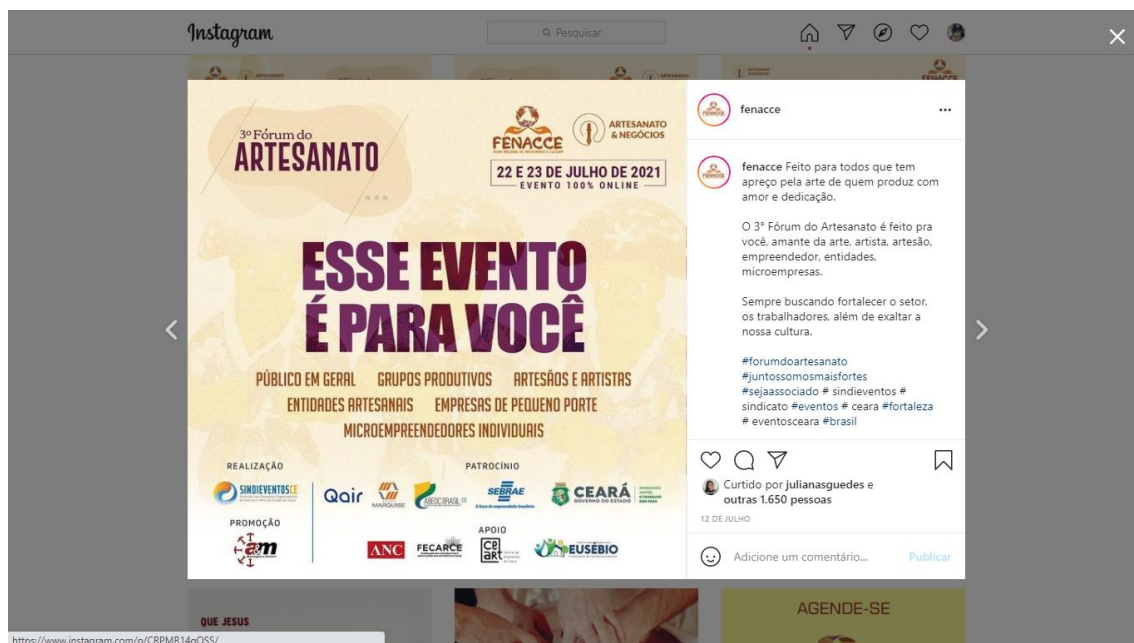 Instagram
Pesquisar
3º Fórum do
ARTESANATO
FENACCE
ARTESANATO
& NEGÓCIOS
22 E 23 DE JULHO DE 2021
EVENTO 100% ONLINE
ESSE EVENTO
É PARA VOCÊ
PÚBLICO EM GERAL GRUPOS PRODUTIVOS ARTESÃOS E ARTISTAS
ENTIDADES ARTESANAIS EMPRESAS DE PEQUENO PORTE
MICROEMPREENDEDORES INDIVIDUAIS
REALIZAÇÃO
SINDIEVENTOSCE
PROMOÇÃO
a&m
PATROCÍNIO
Qair
MARQUISE
ABEOC BRASIL CE
SEBRAE
CEARÁ
GOVERNO DO ESTADO
APOIO
ANC
FECARCE
Ce
aRt
EUSÉBIO
fenacce
fenacce Feito para todos que tem
apreço pela arte de quem produz com
amor e dedicação.
O 3° Fórum do Artesanato é feito pra
você, amante da arte, artista, artesão,
empreendedor, entidades,
microempresas.
Sempre buscando fortalecer o setor,
os trabalhadores, além de exaltar a
nossa cultura.
#forumdoartesanato
#juntossomosmaisfortes
#sejaassociado # sindieventos #
sindicato #eventos # ceara #fortaleza
# eventosceara #brasil
Curtido por julianasguedes e
outras 1.650 pessoas
12 DE JULHO
Adicione um comentário...
Publicar
QUE JESUS
AGENDE-SE